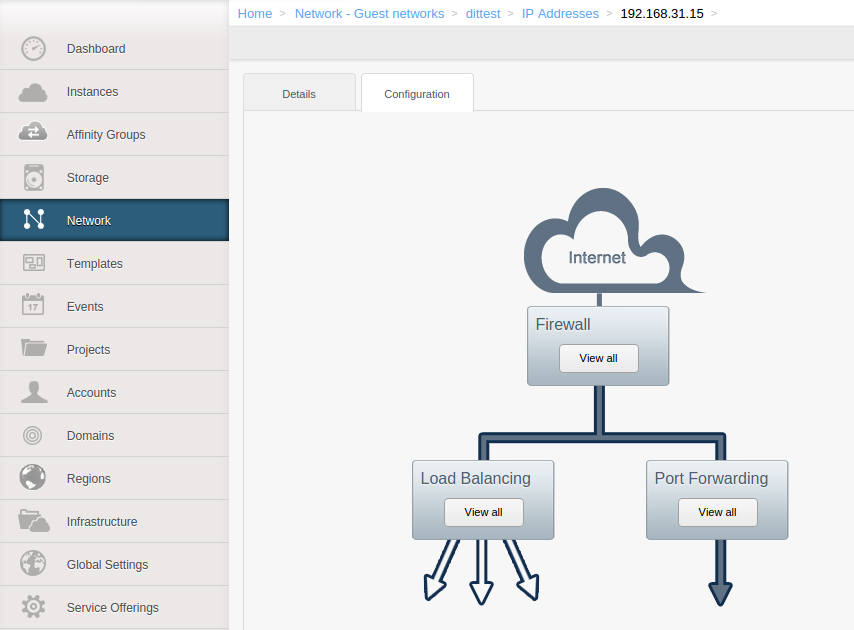 Home > Network - Guest networks > dittest > IP Addresses > 192.168.31.15 >
Dashboard
Instances
Affinity Groups
Storage
Network
Templates
17
Events
Projects
Accounts
Domains
Regions
Infrastructure
Global Settings
Service Offerings
Details
Configuration
Internet
Firewall
View all
Load Balancing
View all
Port Forwarding
View all